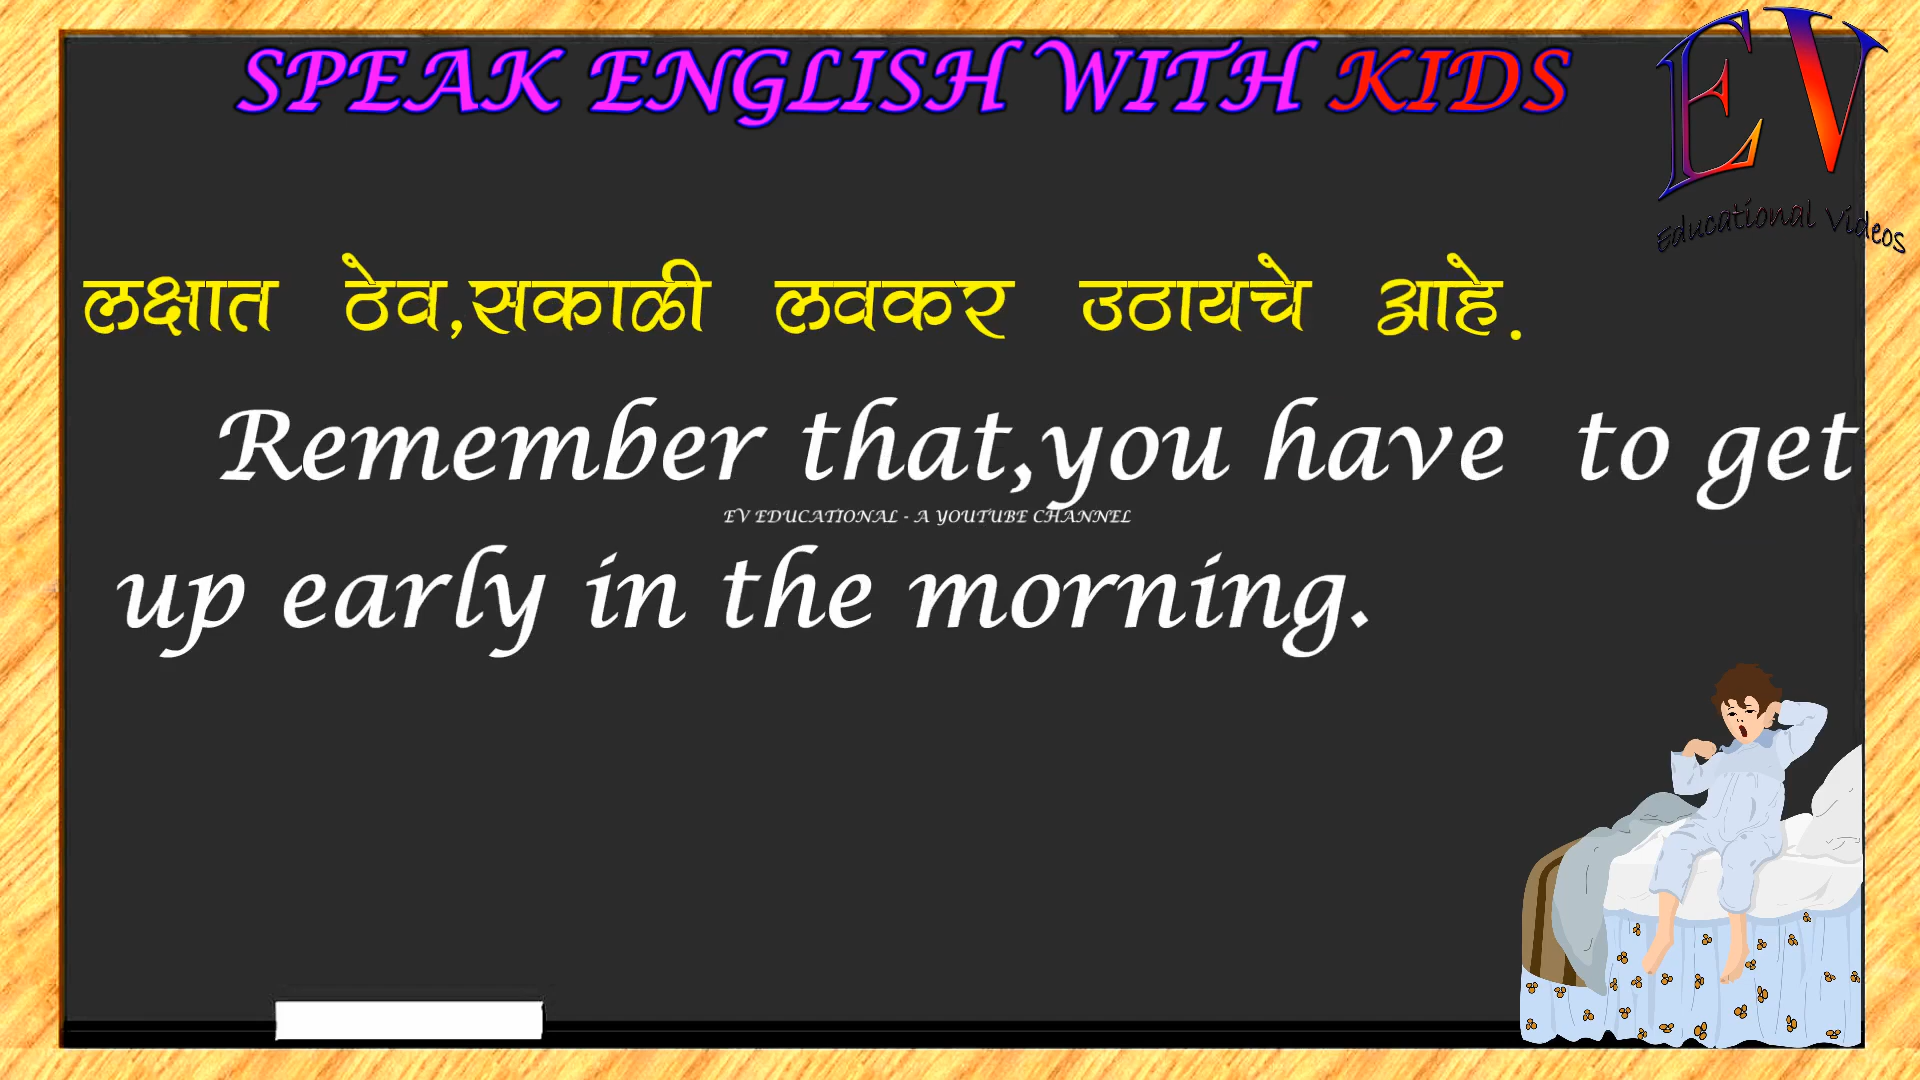 SPEAK ENGLISH WITH KIDS
EV
Educational Videos
लक्षात ठेव,सकाळी लवकर उठायचे आहे.
Remember that,you have to get
EV EDUCATIONAL - A YOUTUBE CHANNEL
up early in the morning.